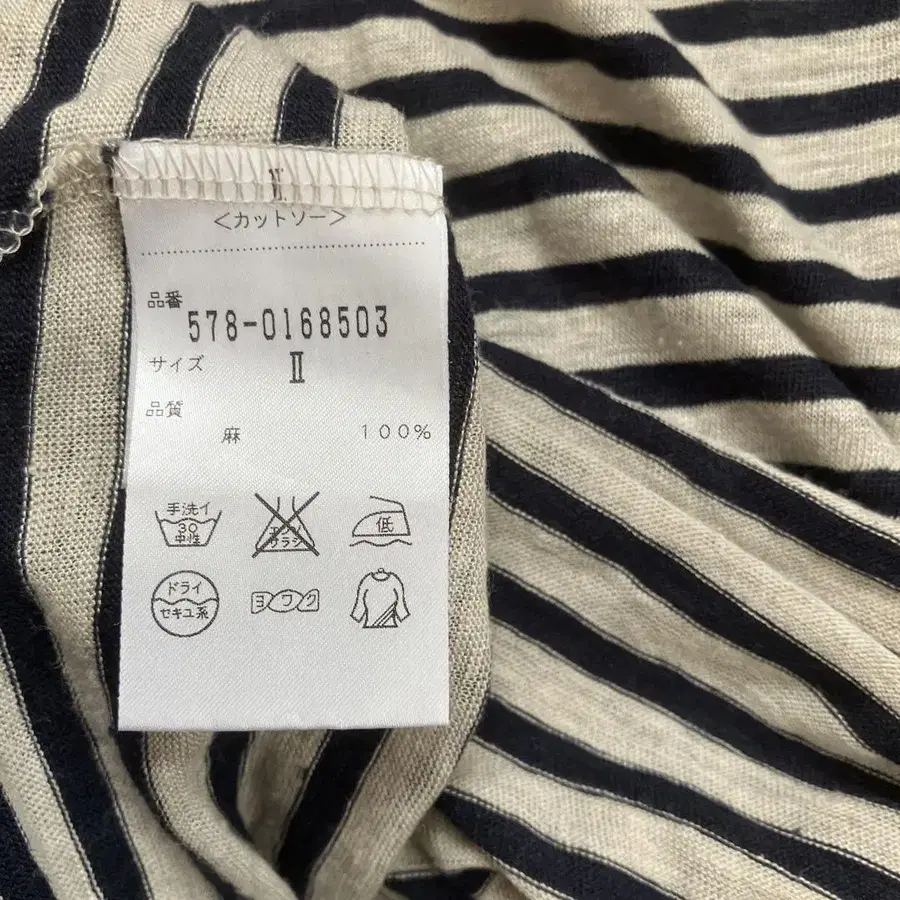 <カットソー>
品番
578-0168503
サイズ
II
品質
麻 100%
手洗イ
30
中性
エンソ
サラシ
低
ドライ
セキユ系
ヨワク